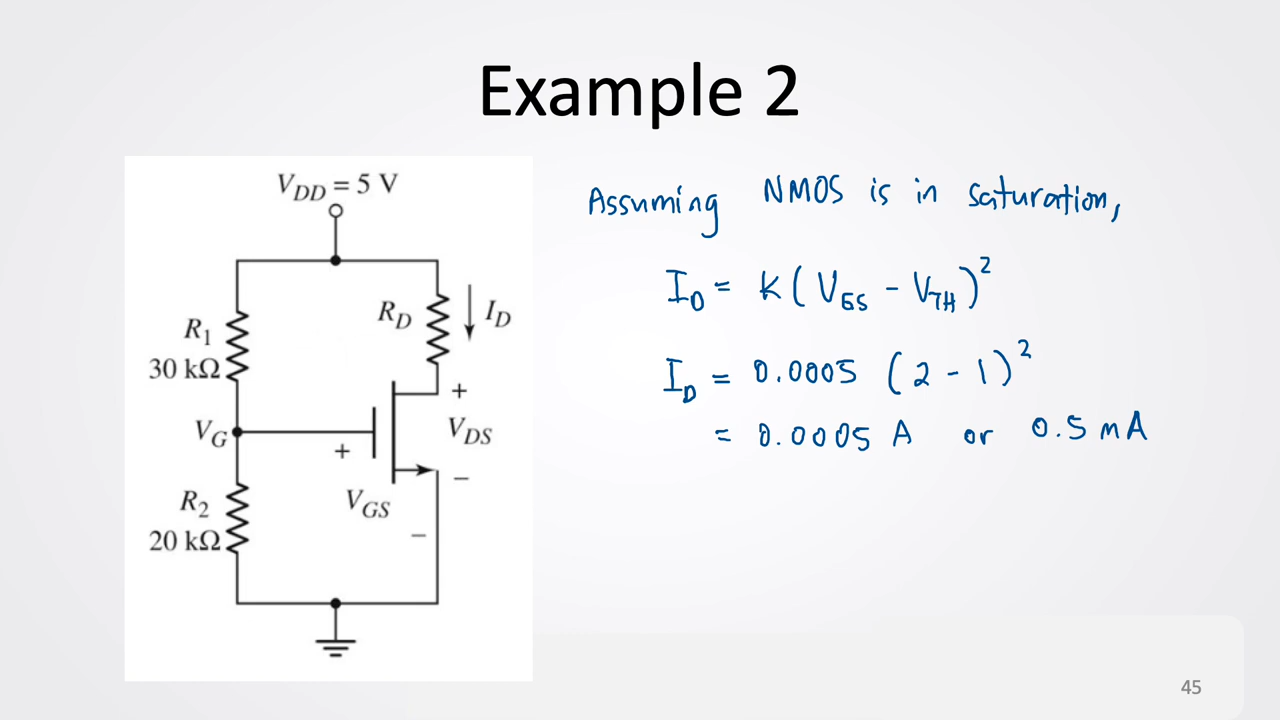 Example 2
V_DD = 5 V
R_D
I_D
R_1
30 kΩ
+
V_G
V_DS
+
R_2
V_GS
−
20 kΩ
−
Assuming NMOS is in saturation,
I_D = K(V_GS - V_TH)^2
I_D = 0.0005 (2 - 1)^2
= 0.0005 A or 0.5 mA
45